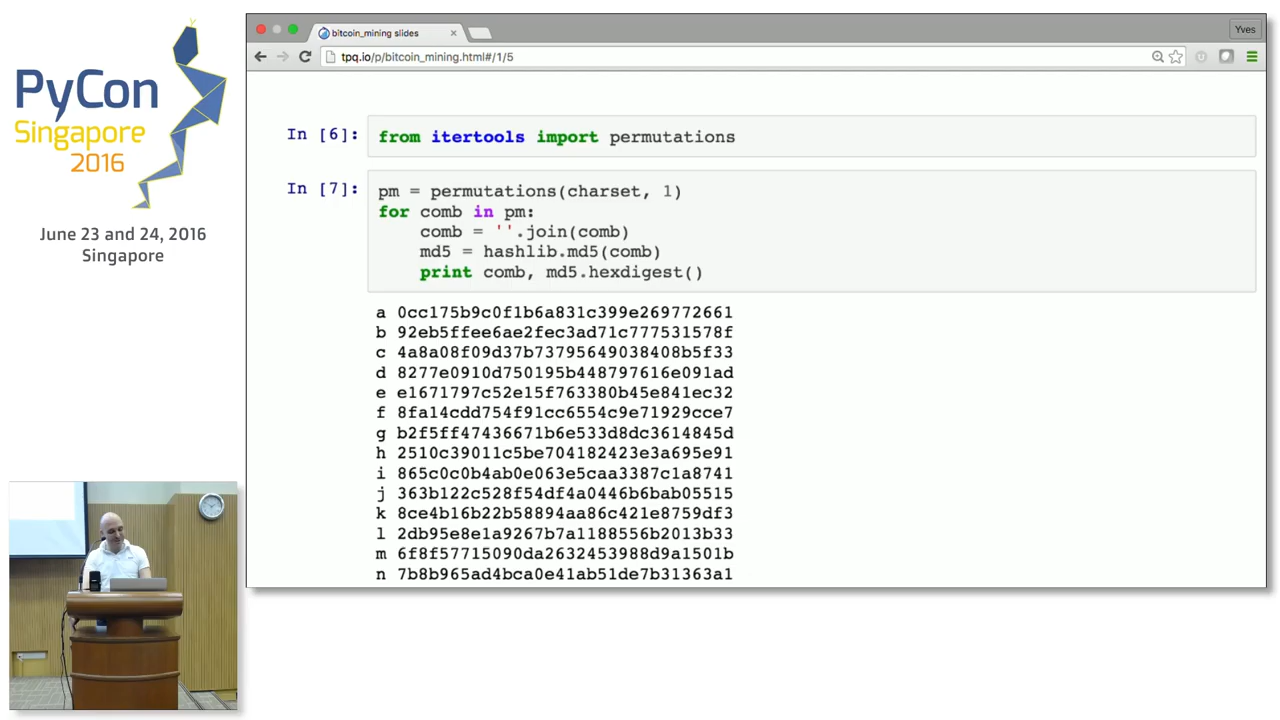 PyCon
Singapore
2016
June 23 and 24, 2016
Singapore
bitcoin_mining slides
Yves
tpq.io/p/bitcoin_mining.html#/1/5
In [6]: from itertools import permutations
In [7]: pm = permutations(charset, 1)
for comb in pm:
comb = ''.join(comb)
md5 = hashlib.md5(comb)
print comb, md5.hexdigest()
a 0cc175b9c0f1b6a831c399e269772661
b 92eb5ffee6ae2fec3ad71c777531578f
c 4a8a08f09d37b73795649038408b5f33
d 8277e0910d750195b448797616e091ad
e e1671797c52e15f763380b45e841ec32
f 8fa14cdd754f91cc6554c9e71929cce7
g b2f5ff47436671b6e533d8dc3614845d
h 2510c39011c5be704182423e3a695e91
i 865c0c0b4ab0e063e5caa3387c1a8741
j 363b122c528f54df4a0446b6bab05515
k 8ce4b16b22b58894aa86c421e8759df3
l 2db95e8e1a9267b7a1188556b2013b33
m 6f8f57715090da2632453988d9a1501b
n 7b8b965ad4bca0e41ab51de7b31363a1